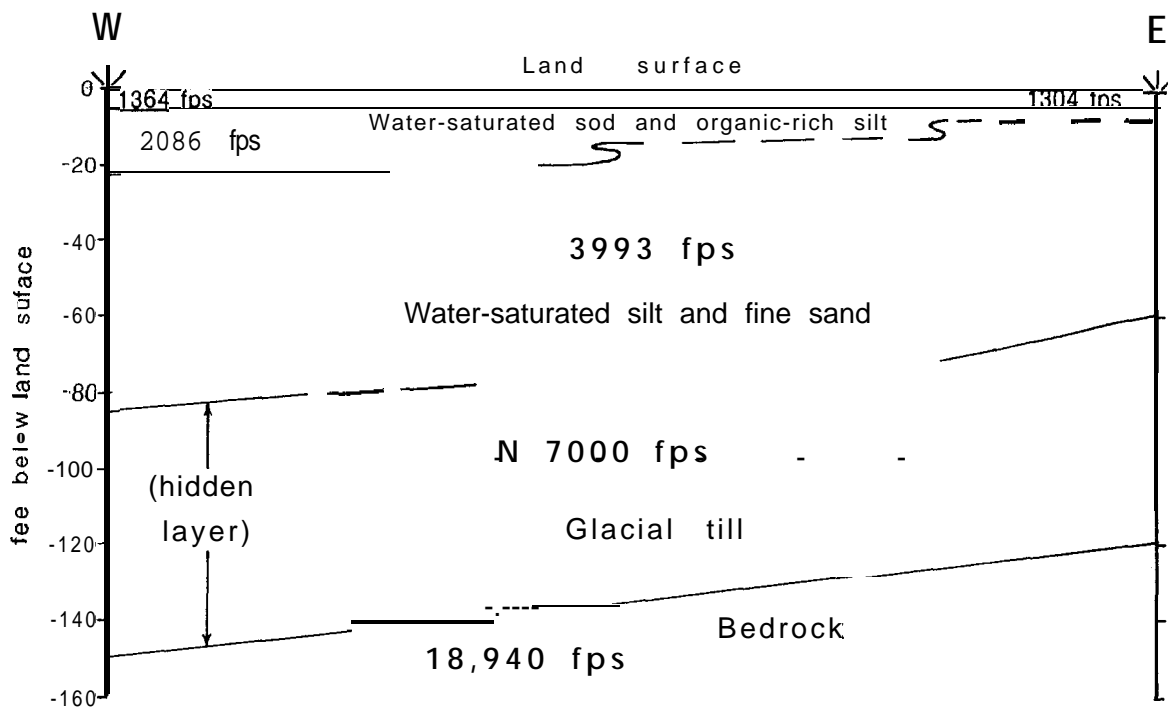 W E
Land surface
0
1364 fps 1304 fps
Water-saturated sod and organic-rich silt
2086 fps
-20
-40
3993 fps
Water-saturated silt and fine sand
-60
-80
N 7000 fps
-100
(hidden
layer)
Glacial till
-120
-140
Bedrock
18,940 fps
-160
fee below land suface